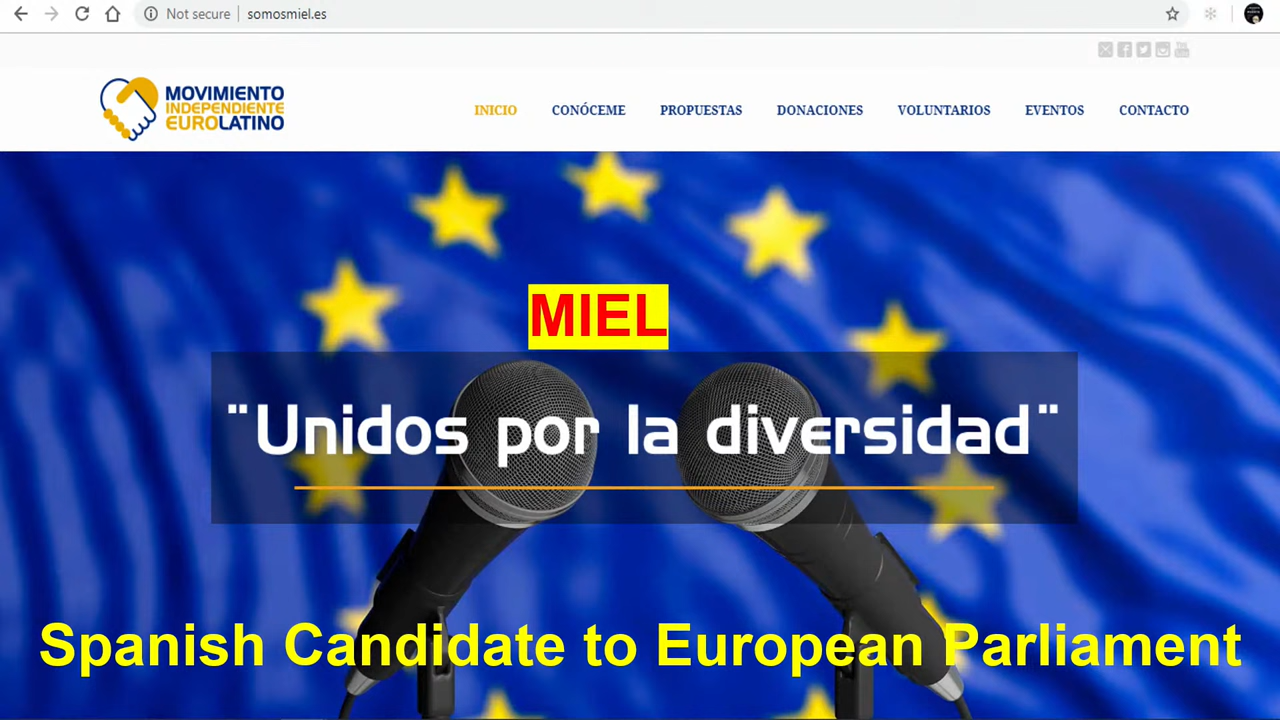 Not secure | somosmiel.es
MOVIMIENTO
INDEPENDIENTE
EUROLATINO
INICIO CONÓCEME PROPUESTAS DONACIONES VOLUNTARIOS EVENTOS CONTACTO
MIEL
¨Unidos por la diversidad¨
Spanish Candidate to European Parliament